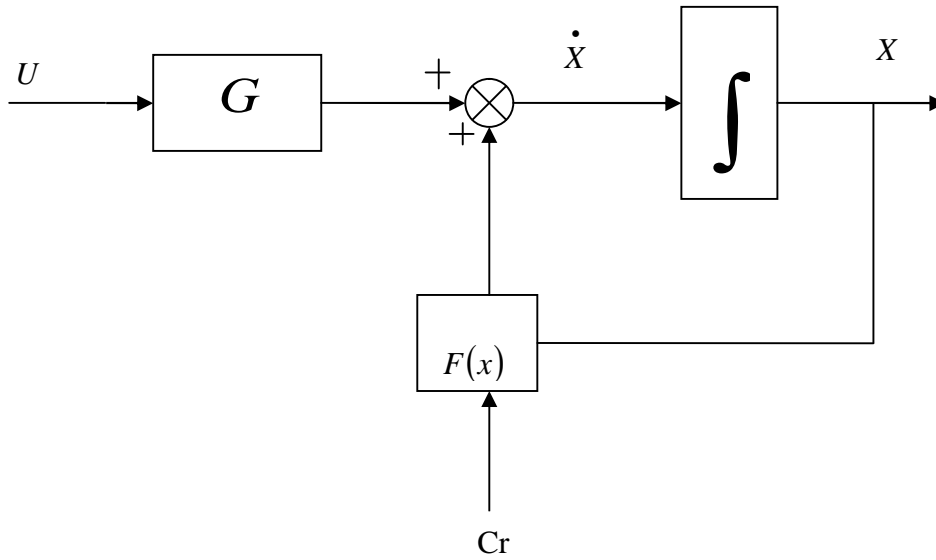 U
G
+
+
Ẋ
∫
X
F(x)
Cr